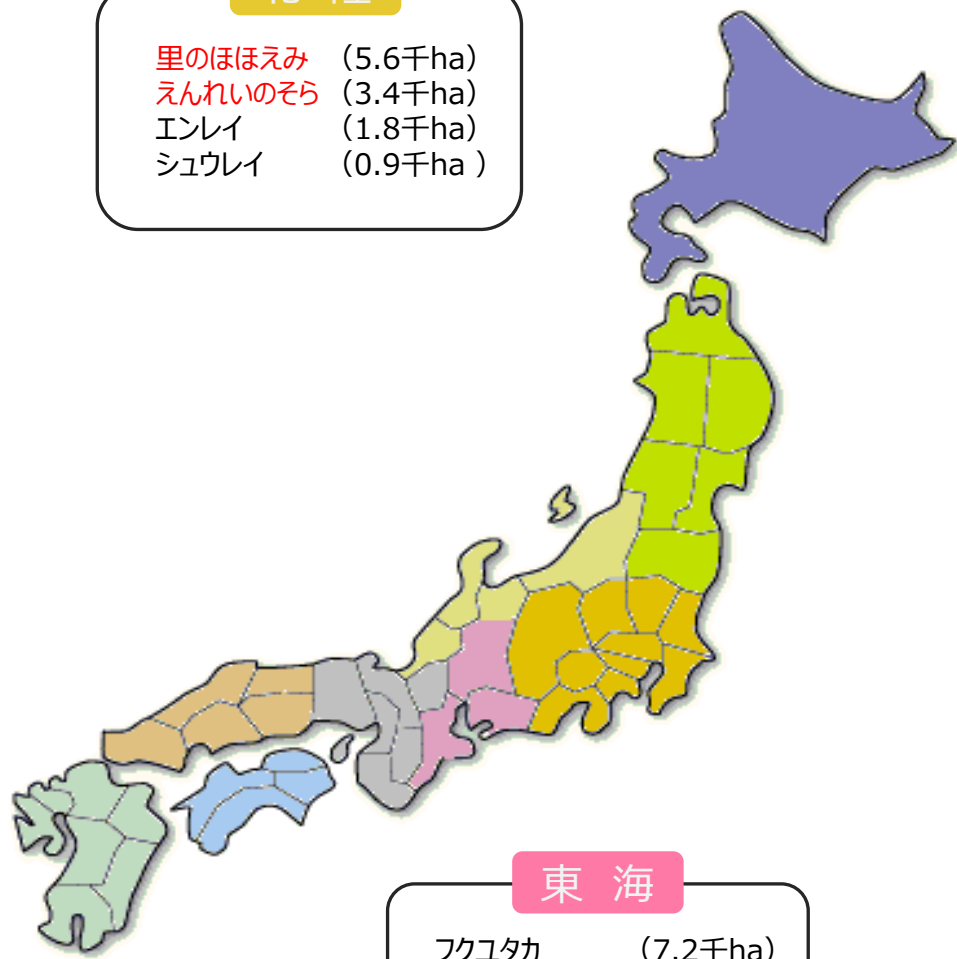 里のほほえみ （5.6千ha）
えんれいのそら （3.4千ha）
エンレイ （1.8千ha）
シュウレイ （0.9千ha ）
東 海
フクユタカ （7.2千ha）